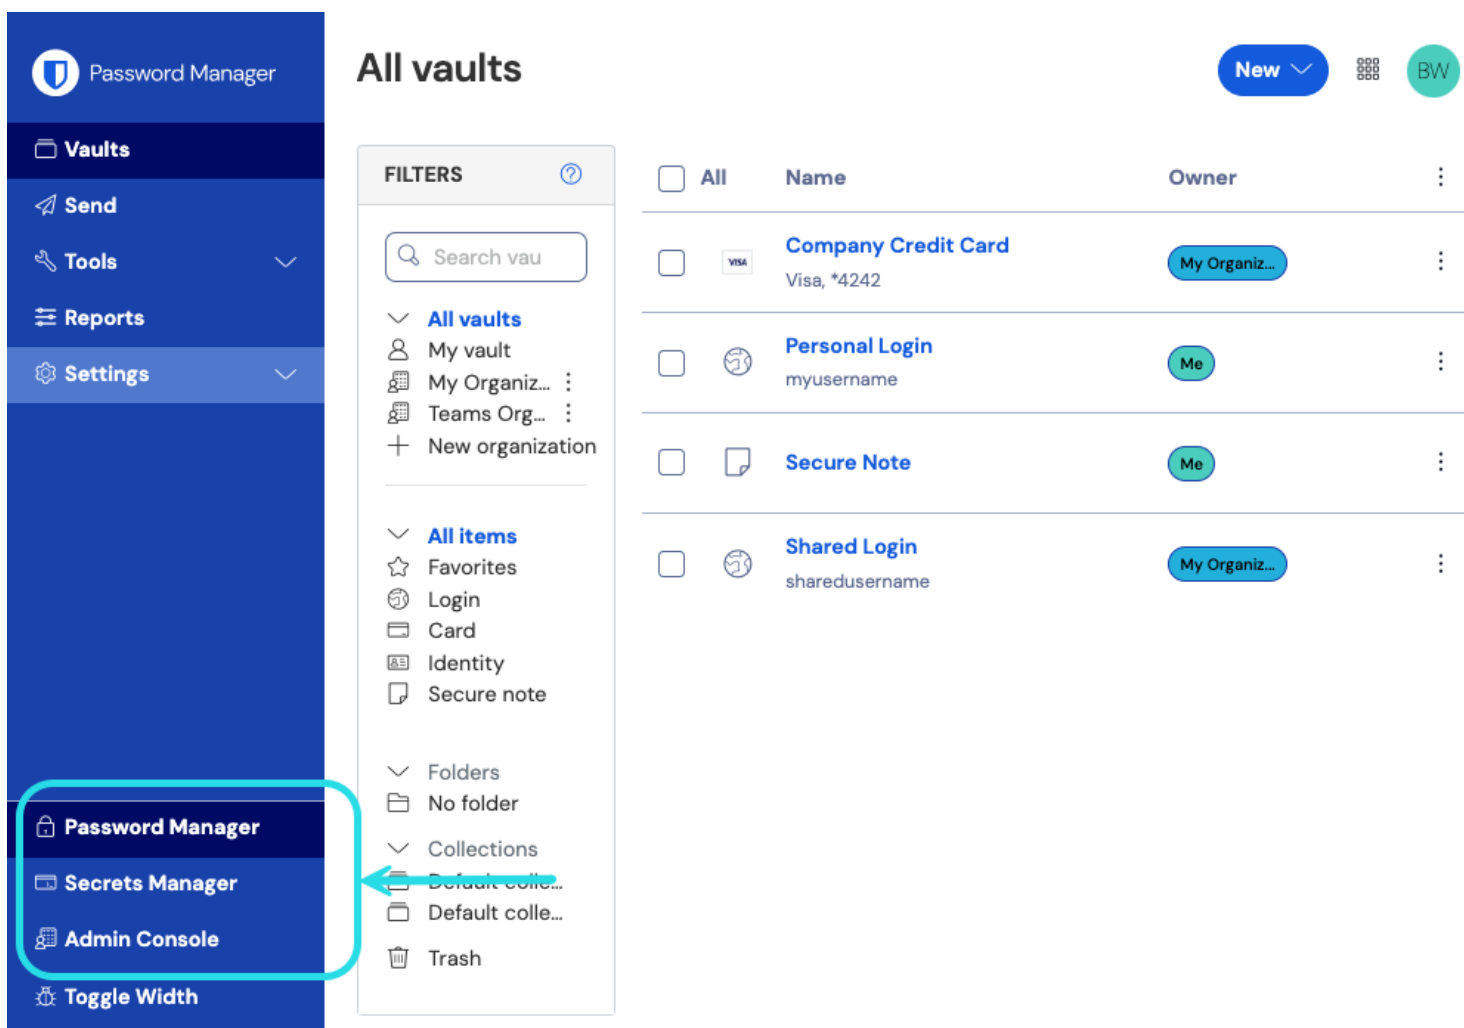 Password Manager
Vaults
Send
Tools
Reports
Settings
Password Manager
Secrets Manager
Admin Console
Toggle Width
All vaults
New
BW
FILTERS
Search vau
All vaults
My vault
My Organiz...
Teams Org...
New organization
All items
Favorites
Login
Card
Identity
Secure note
Folders
No folder
Collections
Default colle...
Default colle...
Trash
All Name Owner
VISA Company Credit Card My Organiz...
Visa, *4242
Personal Login Me
myusername
Secure Note Me
Shared Login My Organiz...
sharedusername